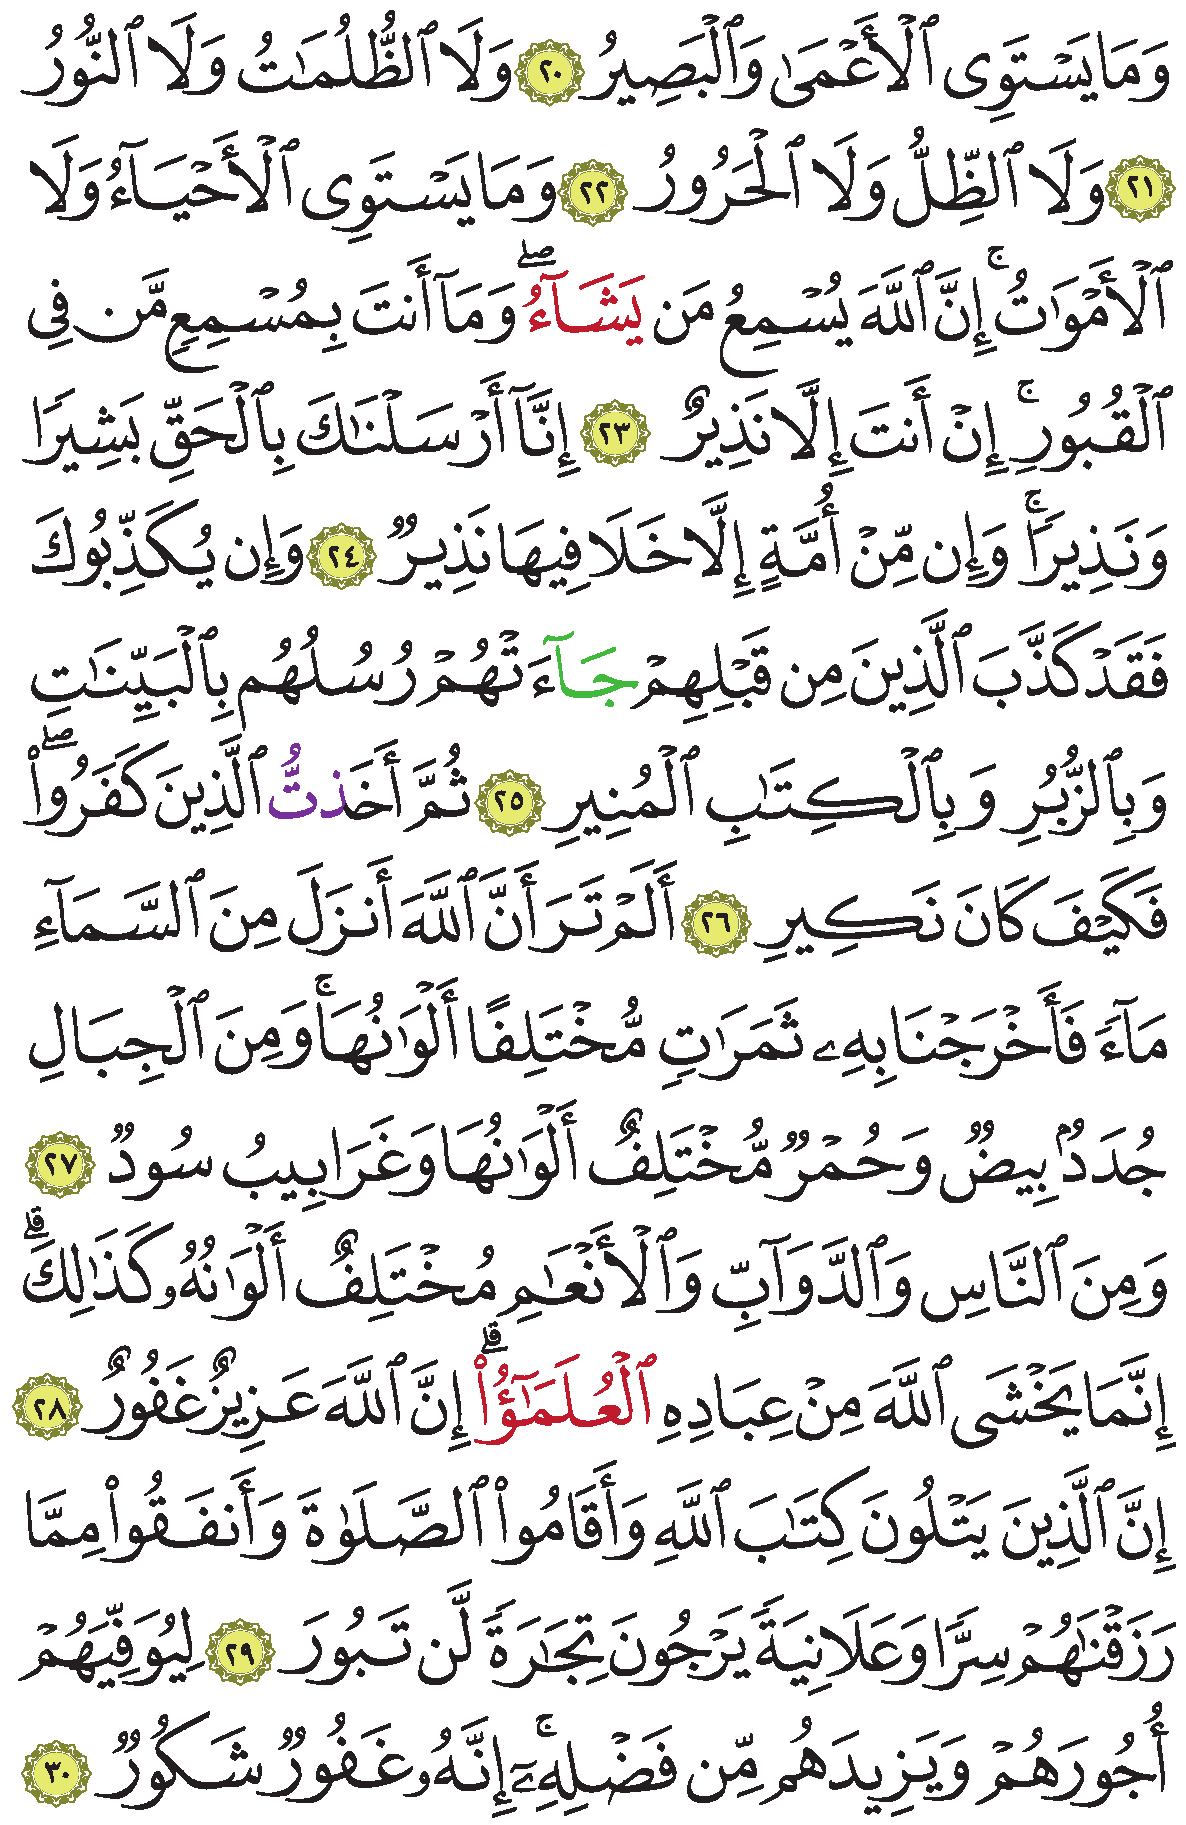 وَمَا يَسْتَوِى ٱلْأَعْمَىٰ وَٱلْبَصِيرُ ٢٠ وَلَا ٱلظُّلُمَـٰتُ وَلَا ٱلنُّورُ
٢١ وَلَا ٱلظِّلُّ وَلَا ٱلْحَرُورُ ٢٢ وَمَا يَسْتَوِى ٱلْأَحْيَآءُ وَلَا
ٱلْأَمْوَٰتُ ۚ إِنَّ ٱللَّهَ يُسْمِعُ مَن يَشَآءُ ۖ وَمَآ أَنتَ بِمُسْمِعٍ مَّن فِى
ٱلْقُبُورِ ۚ إِنْ أَنتَ إِلَّا نَذِيرٌ ٢٣ إِنَّآ أَرْسَلْنَـٰكَ بِٱلْحَقِّ بَشِيرًا
وَنَذِيرًا ۚ وَإِن مِّنْ أُمَّةٍ إِلَّا خَلَا فِيهَا نَذِيرٌ ٢٤ وَإِن يُكَذِّبُوكَ
فَقَدْ كَذَّبَ ٱلَّذِينَ مِن قَبْلِهِمْ جَآءَتْهُمْ رُسُلُهُم بِٱلْبَيِّنَـٰتِ
وَبِٱلزُّبُرِ وَبِٱلْكِتَـٰبِ ٱلْمُنِيرِ ٢٥ ثُمَّ أَخَذتُّ ٱلَّذِينَ كَفَرُوا۟ ۖ
فَكَيْفَ كَانَ نَكِيرِ ٢٦ أَلَمْ تَرَ أَنَّ ٱللَّهَ أَنزَلَ مِنَ ٱلسَّمَآءِ
مَآءً فَأَخْرَجْنَا بِهِۦ ثَمَرَٰتٍ مُّخْتَلِفًا أَلْوَٰنُهَا ۚ وَمِنَ ٱلْجِبَالِ
جُدَدٌۢ بِيضٌ وَحُمْرٌ مُّخْتَلِفٌ أَلْوَٰنُهَا وَغَرَابِيبُ سُودٌ ٢٧
وَمِنَ ٱلنَّاسِ وَٱلدَّوَآبِّ وَٱلْأَنْعَـٰمِ مُخْتَلِفٌ أَلْوَٰنُهُۥ كَذَٰلِكَ ۗ
إِنَّمَا يَخْشَى ٱللَّهَ مِنْ عِبَادِهِ ٱلْعُلَمَـٰٓؤُا۟ ۗ إِنَّ ٱللَّهَ عَزِيزٌ غَفُورٌ ٢٨
إِنَّ ٱلَّذِينَ يَتْلُونَ كِتَـٰبَ ٱللَّهِ وَأَقَامُوا۟ ٱلصَّلَوٰةَ وَأَنفَقُوا۟ مِمَّا
رَزَقْنَـٰهُمْ سِرًّا وَعَلَانِيَةً يَرْجُونَ تِجَـٰرَةً لَّن تَبُورَ ٢٩ لِيُوَفِّيَهُمْ
أُجُورَهُمْ وَيَزِيدَهُم مِّن فَضْلِهِۦٓ ۚ إِنَّهُۥ غَفُورٌ شَكُورٌ ٣٠